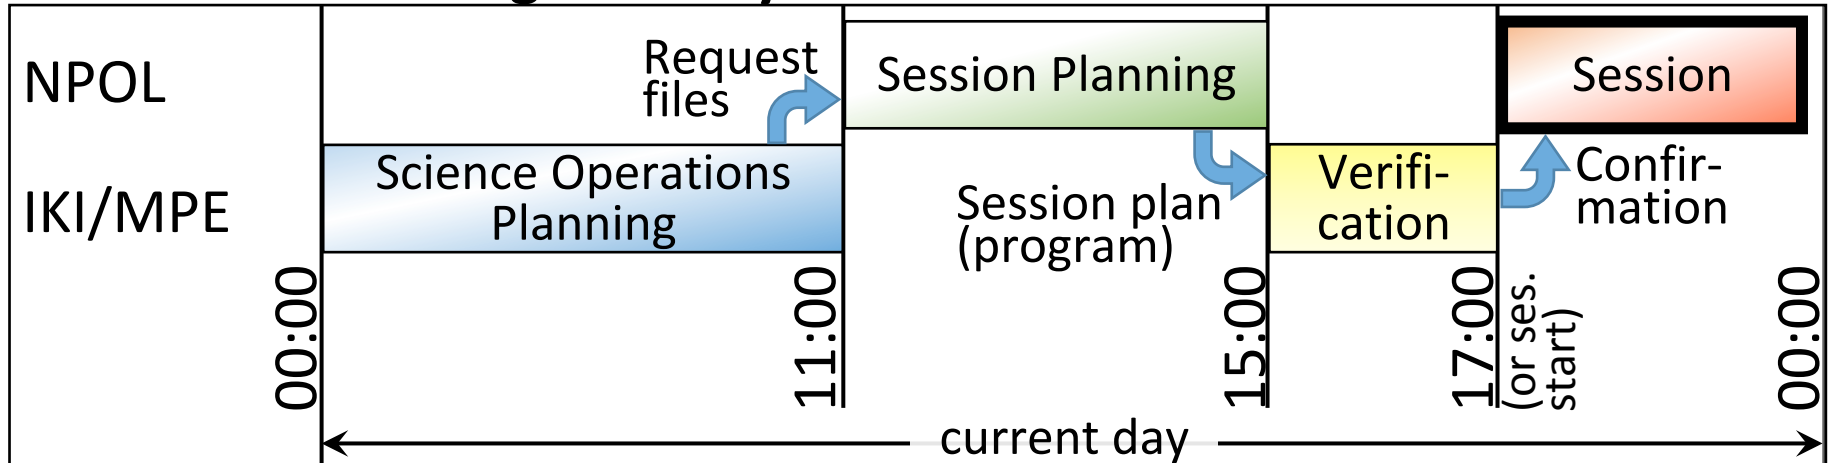 NPOL
Request
files
Session Planning
Session
IKI/MPE
Science Operations
Planning
Session plan
(program)
Verifi-
cation
Confir-
mation
00:00
11:00
15:00
17:00
(or ses.
start)
00:00
current day